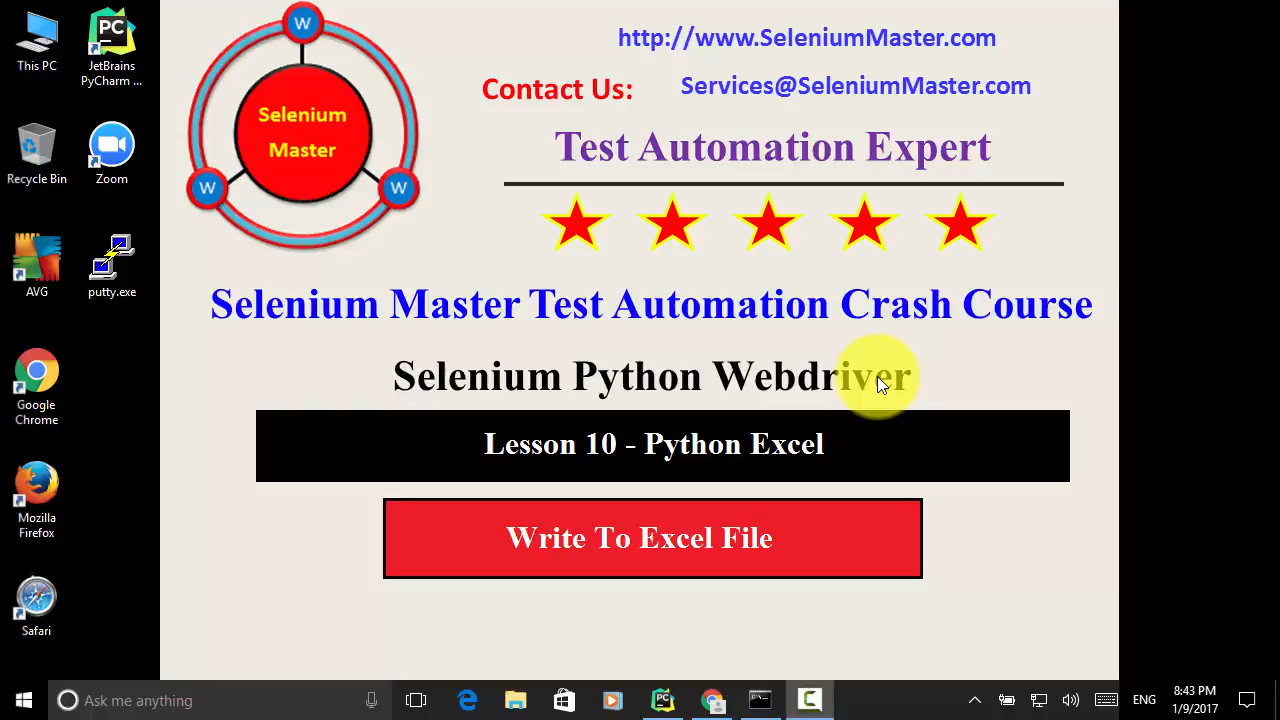 This PC
JetBrains
PyCharm ...
Recycle Bin
Zoom
AVG
putty.exe
Google
Chrome
Mozilla
Firefox
Safari
PC
W
W
W
Selenium
Master
http://www.SeleniumMaster.com
Contact Us: Services@SeleniumMaster.com
Test Automation Expert
Selenium Master Test Automation Crash Course
Selenium Python Webdriver
Lesson 10 - Python Excel
Write To Excel File
Ask me anything
PC
ENG
8:43 PM
1/9/2017